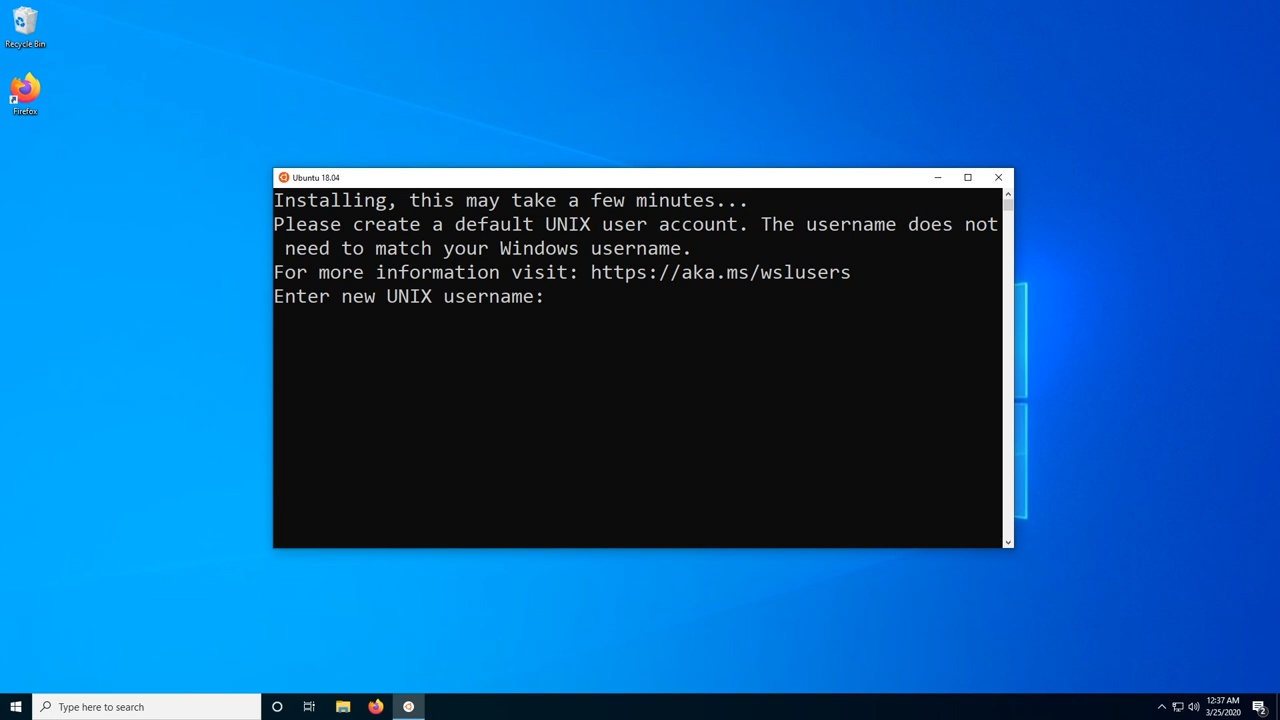 Recycle Bin
Firefox
Ubuntu 18.04
Installing, this may take a few minutes...
Please create a default UNIX user account. The username does not
need to match your Windows username.
For more information visit: https://aka.ms/wslusers
Enter new UNIX username:
Type here to search
12:37 AM
3/25/2020
2